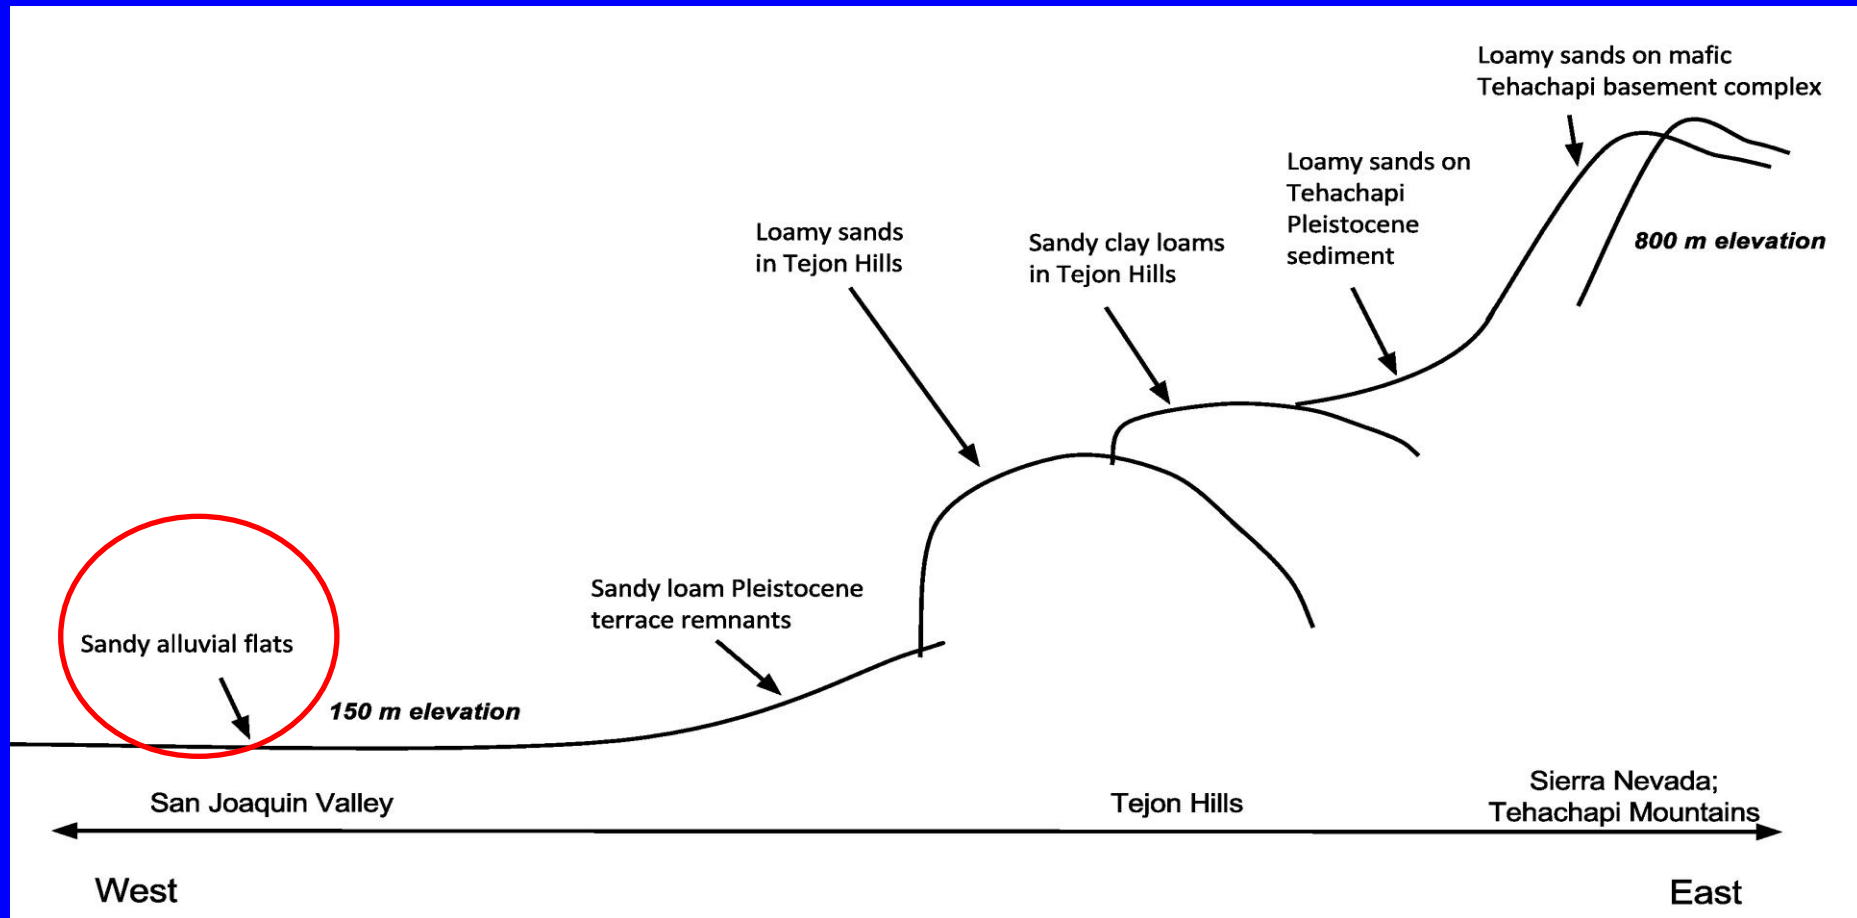 Loamy sands on mafic
Tehachapi basement complex
Loamy sands on
Tehachapi
Pleistocene
sediment
800 m elevation
Loamy sands
in Tejon Hills
Sandy clay loams
in Tejon Hills
Sandy loam Pleistocene
terrace remnants
Sandy alluvial flats
150 m elevation
San Joaquin Valley
Tejon Hills
Sierra Nevada;
Tehachapi Mountains
West
East